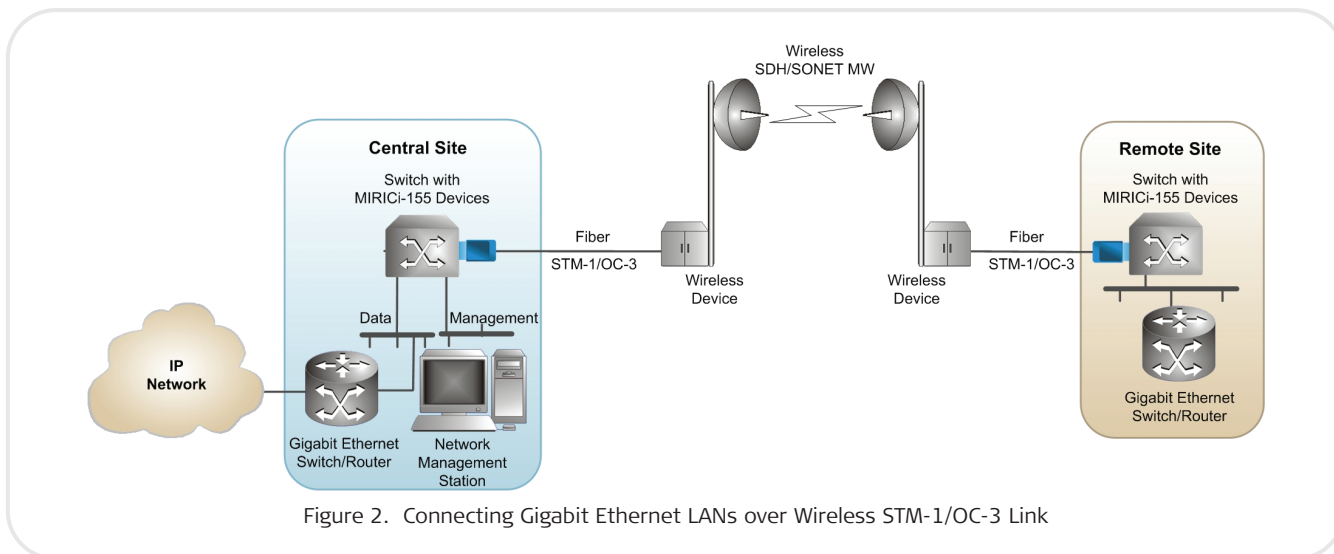 Wireless
SDH/SONET MW
Central Site
Switch with
MIRICi-155 Devices
Fiber
STM-1/OC-3
Wireless
Device
Data
Management
IP
Network
Gigabit Ethernet
Switch/Router
Network
Management
Station
Wireless
Device
Fiber
STM-1/OC-3
Remote Site
Switch with
MIRICi-155 Devices
Gigabit Ethernet
Switch/Router
Figure 2. Connecting Gigabit Ethernet LANs over Wireless STM-1/OC-3 Link